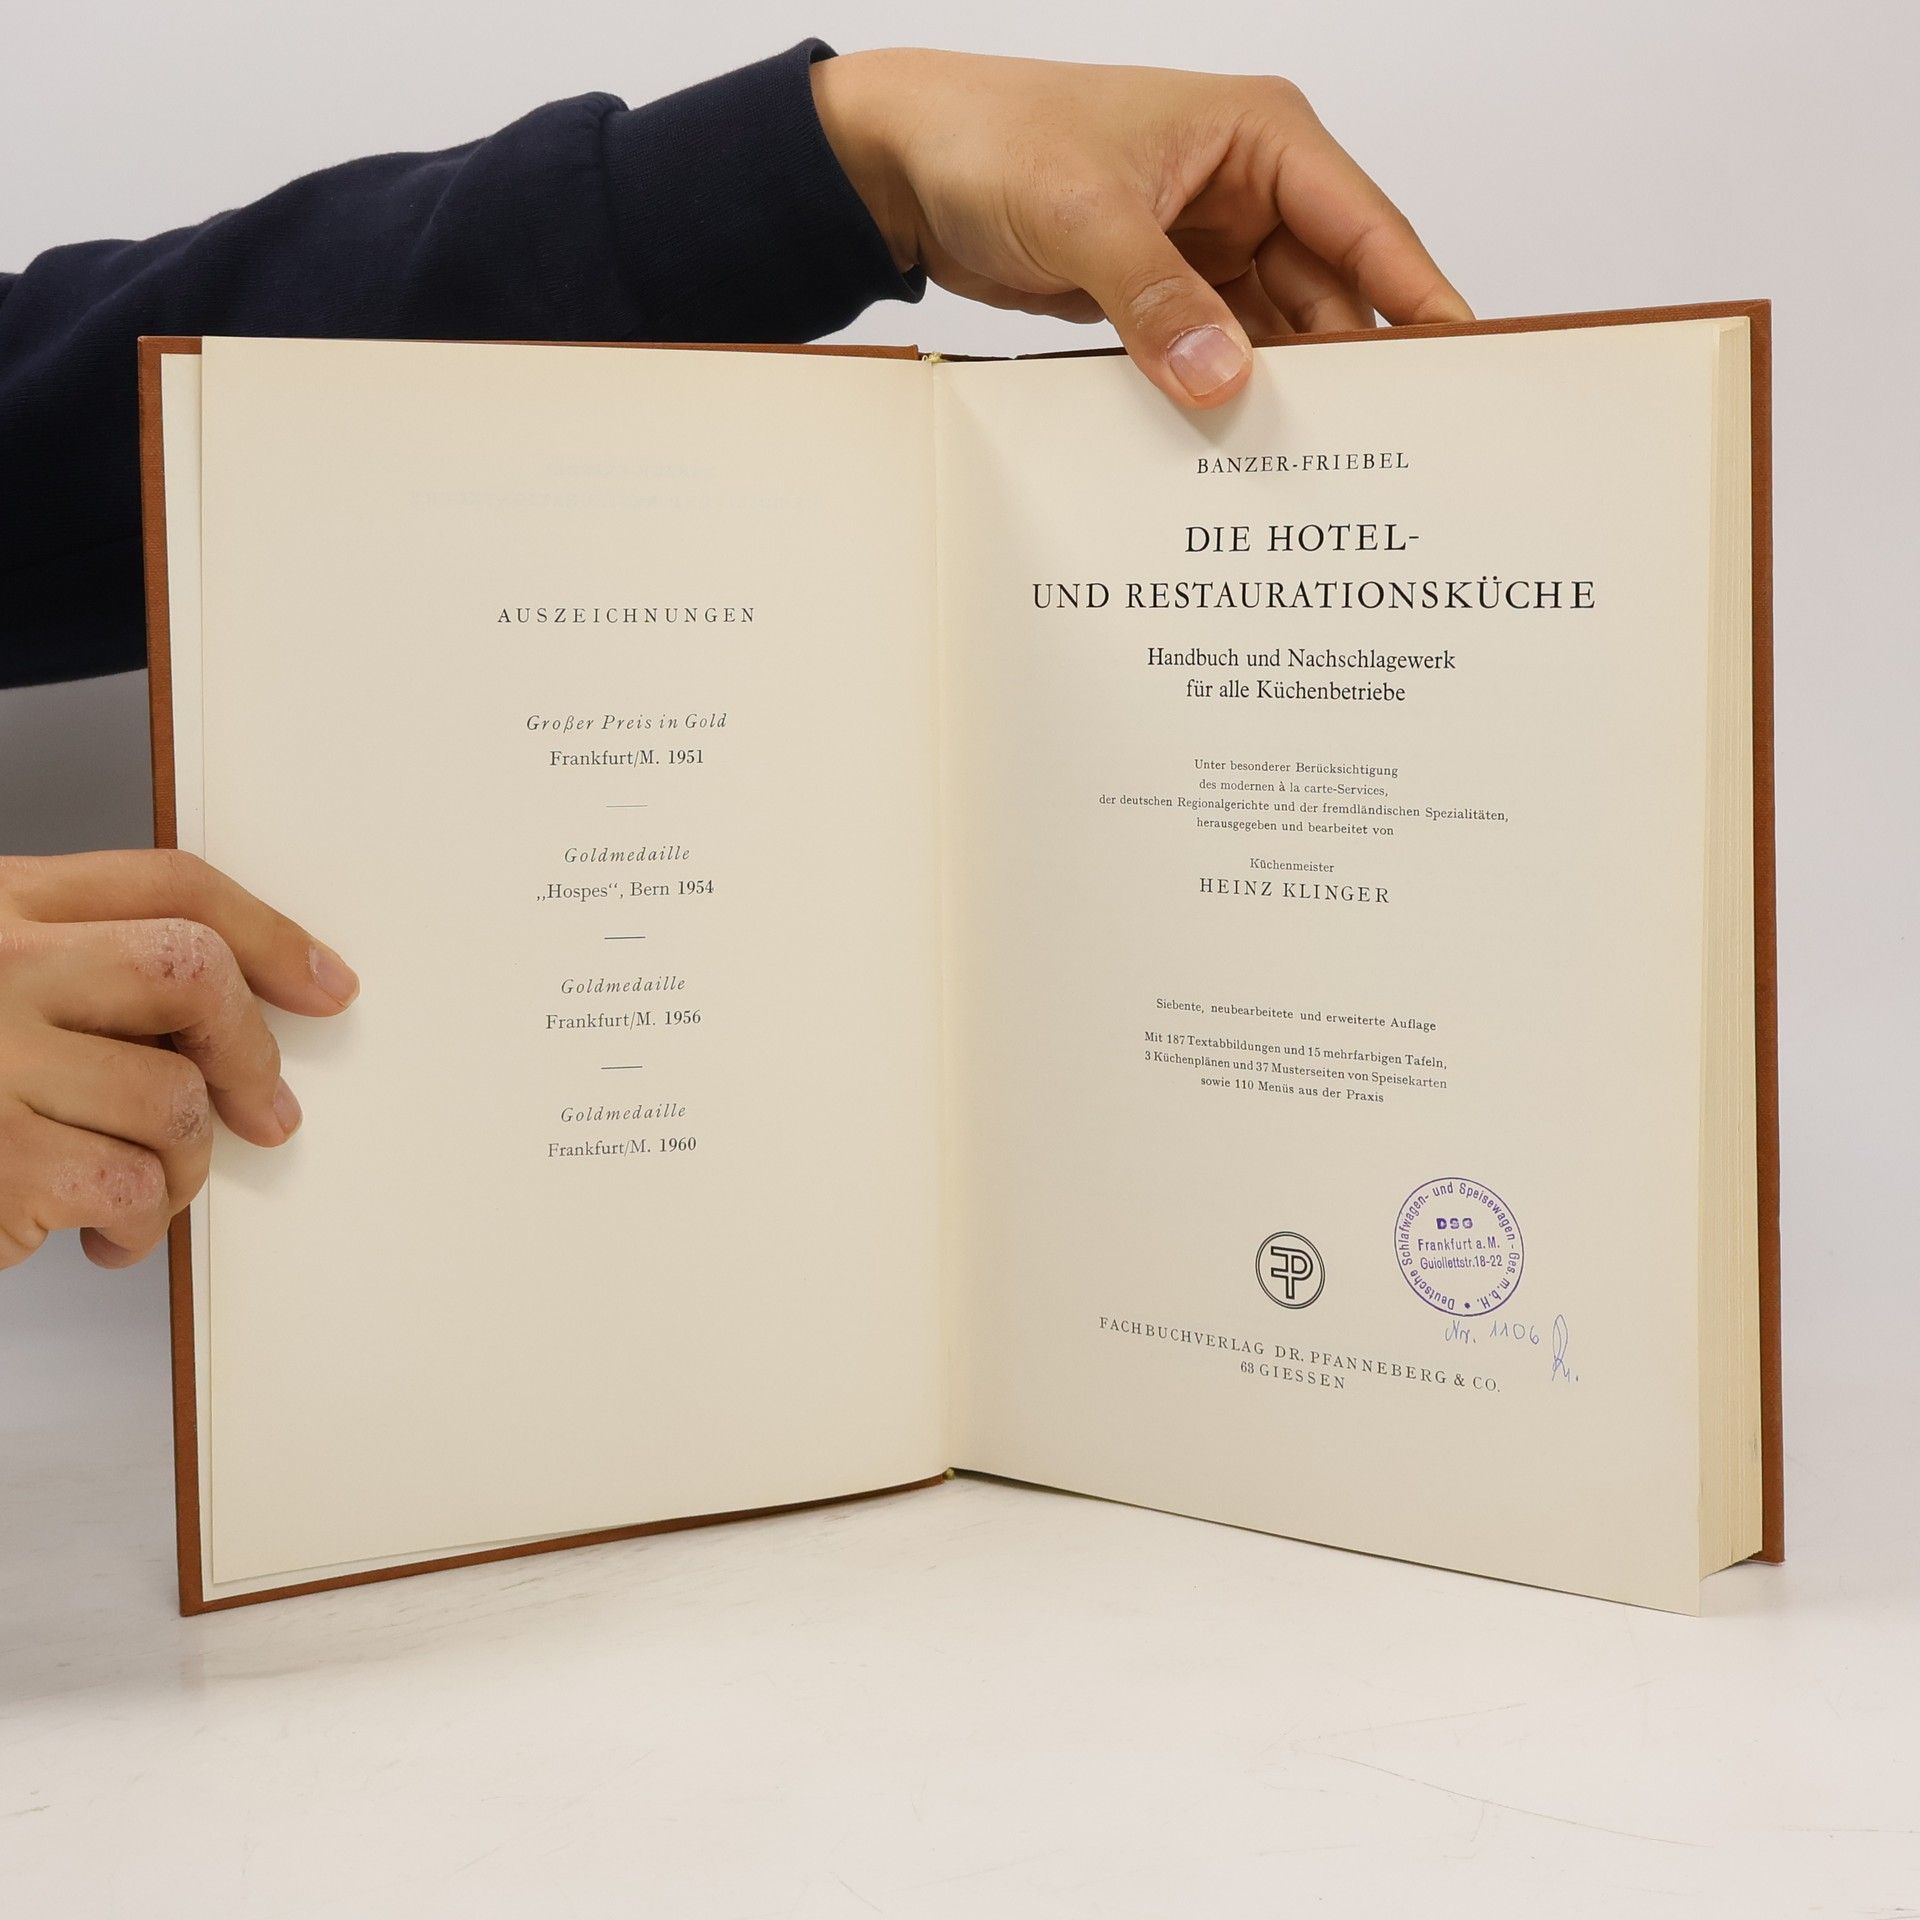 AUSZEICHNUNGEN
Großer Preis in Gold
Frankfurt/M. 1951
Goldmedaille
„Hospes“, Bern 1954
Goldmedaille
Frankfurt/M. 1956
Goldmedaille
Frankfurt/M. 1960
BANZER-FRIEBEL
DIE HOTEL-
UND RESTAURATIONSKÜCHE
Handbuch und Nachschlagewerk
für alle Küchenbetriebe
Unter besonderer Berücksichtigung
des modernen à la carte-Services,
der deutschen Regionalgerichte und der fremdländischen Spezialitäten,
herausgegeben und bearbeitet von
Küchenmeister
HEINZ KLINGER
Siebente, neubearbeitete und erweiterte Auflage
Mit 187 Textabbildungen und 15 mehrfarbigen Tafeln,
3 Küchenplänen und 37 Musterseiten von Speisekarten
sowie 110 Menüs aus der Praxis
Deutsche Schlafwagen- und Speisewagen-Ges. m. b. H.
DSG
Frankfurt a. M.
Guiollettstr. 18-22
Nr. 1106
FACHBUCHVERLAG DR. PFANNEBERG & CO.
63 GIESSEN